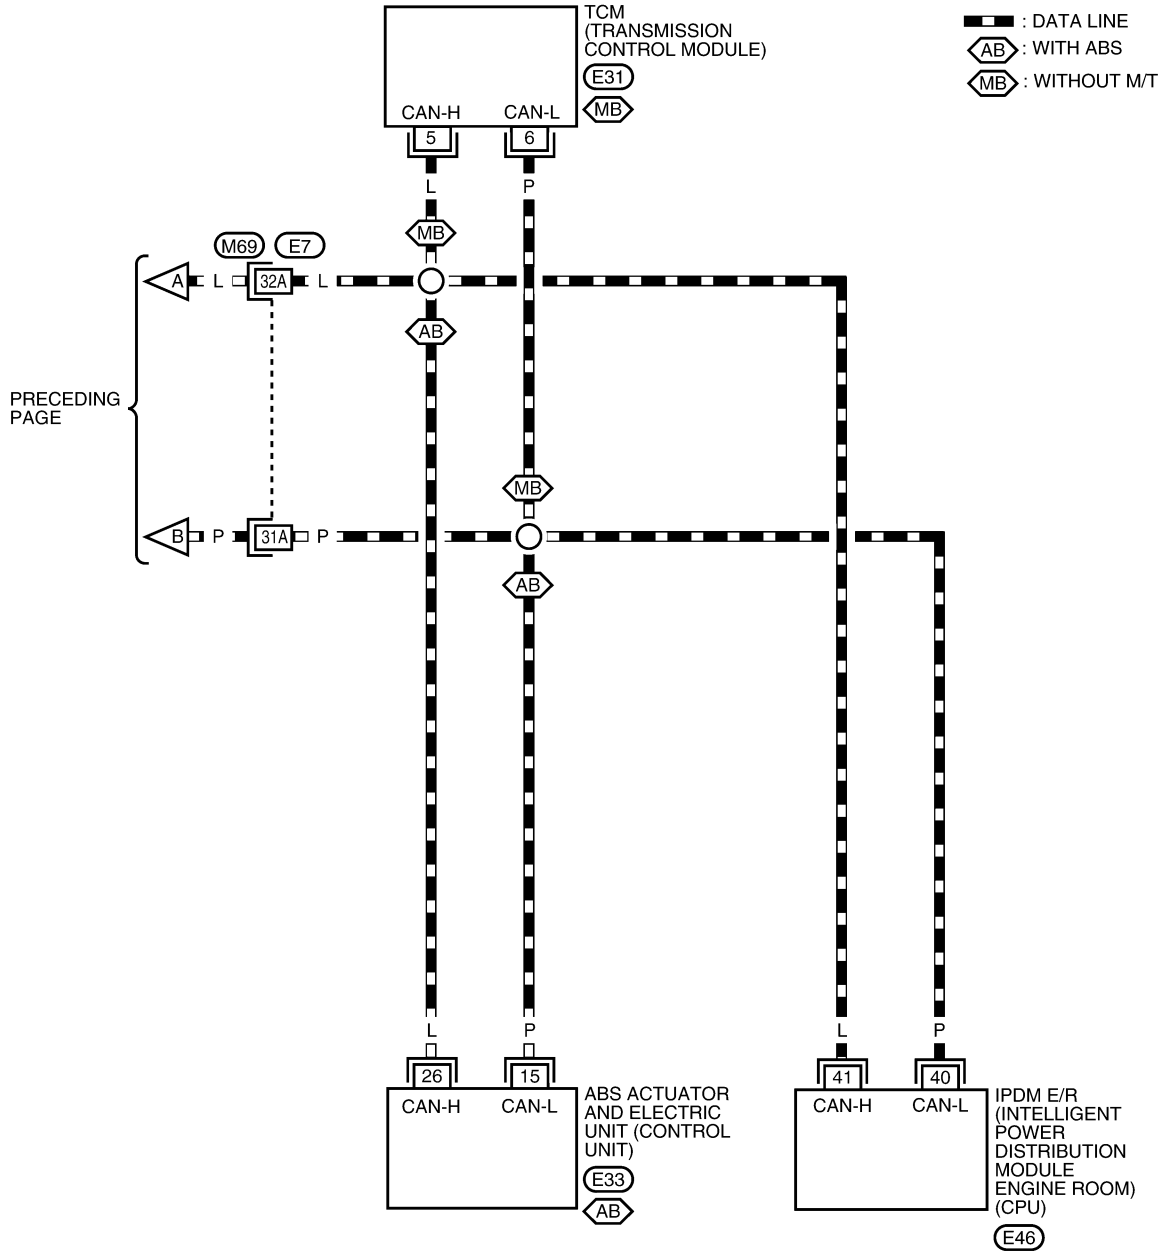 TCM
(TRANSMISSION
CONTROL MODULE)
E31
MB
: DATA LINE
AB : WITH ABS
MB : WITHOUT M/T
CAN-H CAN-L
5 6
L P
MB
M69 E7
A L 32A L
AB
PRECEDING
PAGE
MB
B P 31A P
AB
L P L P
26 15 41 40
CAN-H CAN-L
ABS ACTUATOR
AND ELECTRIC
UNIT (CONTROL
UNIT)
E33
AB
CAN-H CAN-L
IPDM E/R
(INTELLIGENT
POWER
DISTRIBUTION
MODULE
ENGINE ROOM)
(CPU)
E46